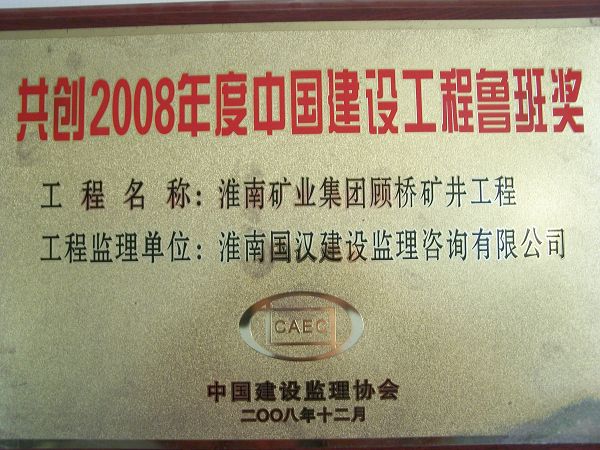 共创2008年度中国建设工程鲁班奖
工程名称：淮南矿业集团顾桥矿井工程
工程监理单位：淮南国汉建设监理咨询有限公司
CAEC
中国建设监理协会
二〇〇八年十二月